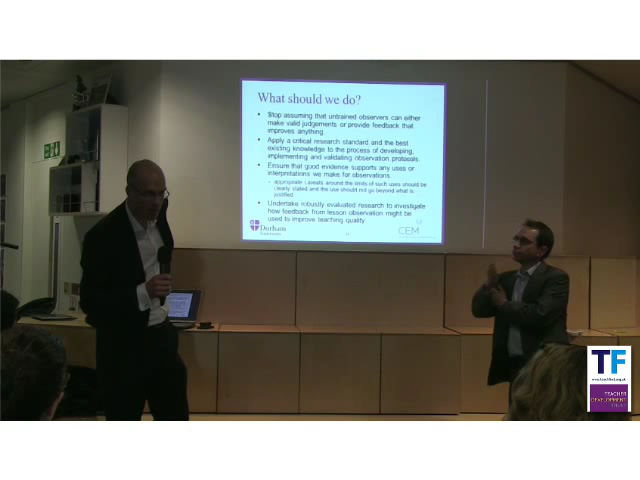 What should we do?
• Stop assuming that untrained observers can either
make valid judgements or provide feedback that
improves anything.
• Apply a critical research standard and the best
existing knowledge to the process of developing,
implementing and validating observation protocols.
• Ensure that good evidence supports any uses or
interpretations we make for observations.
– appropriate caveats around the limits of such uses should be
clearly stated and the use should not go beyond what is
justified
• Undertake robustly evaluated research to investigate
how feedback from lesson observation might be
used to improve teaching quality
Durham
University
CEM
TF
TEACHER
DEVELOPMENT
TRUST